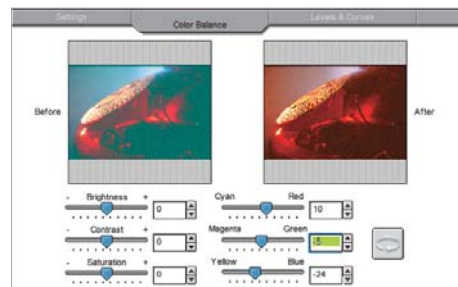 Settings
Color Balance
Levels & Curves
Before
After
- Brightness +
0
Cyan Red
10
- Contrast +
0
Magenta Green
-5
- Saturation +
0
Yellow Blue
-24